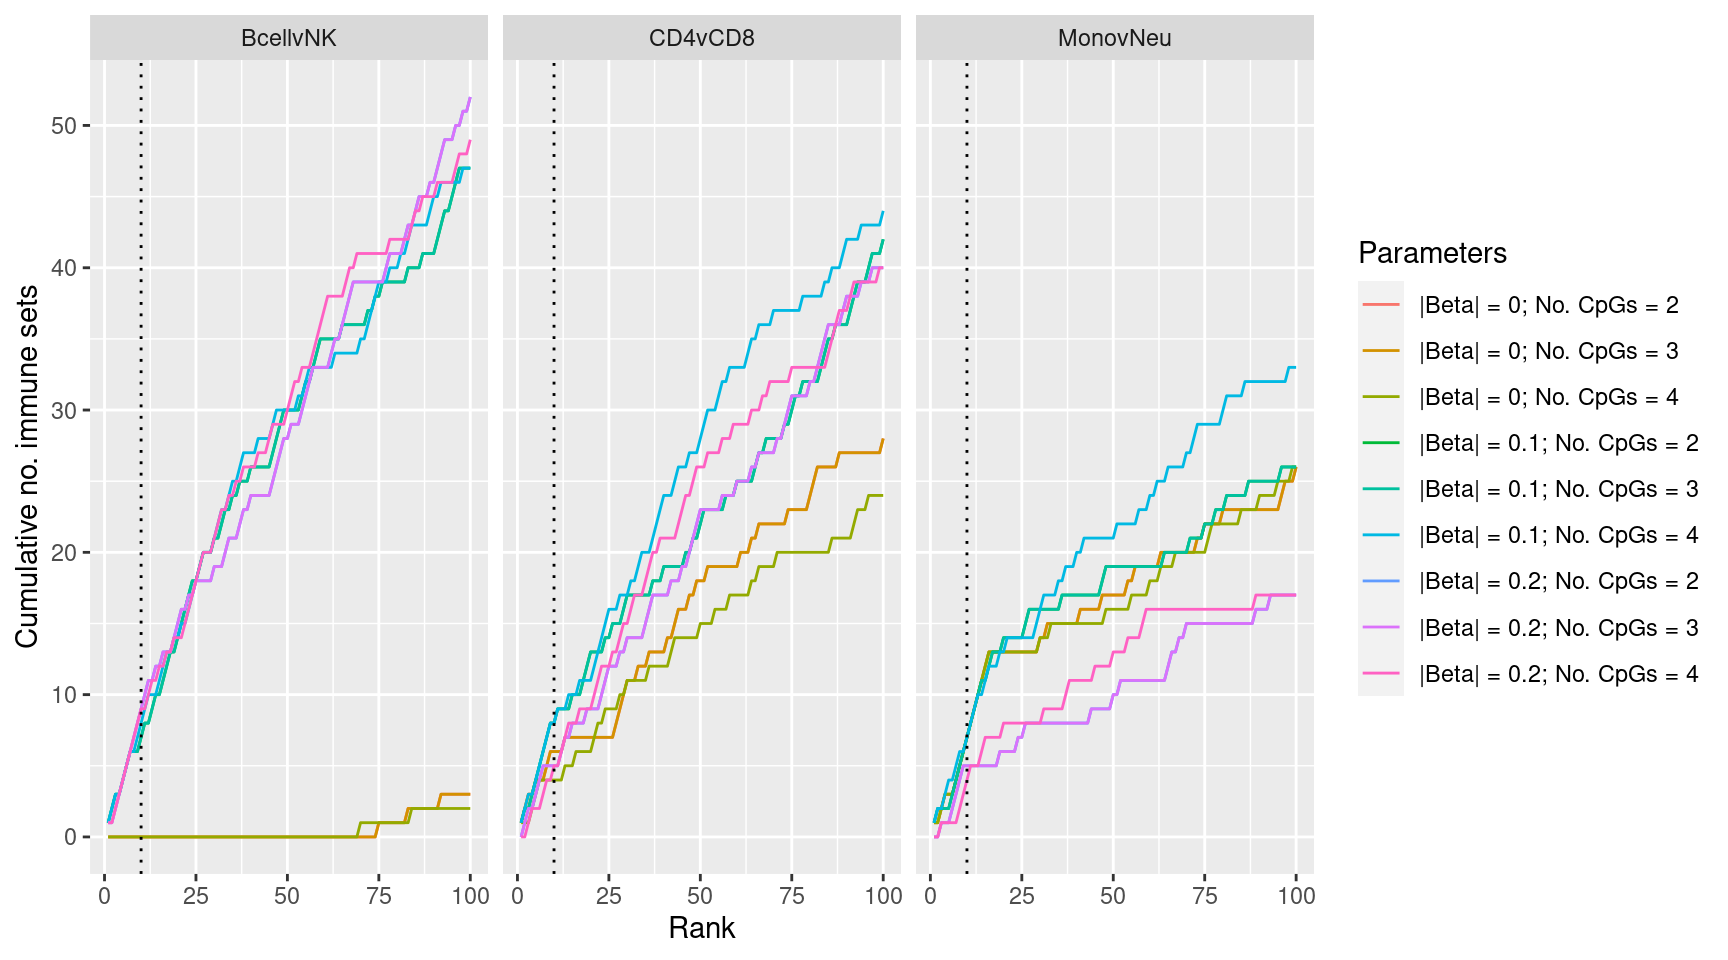 BcellvNK
CD4vCD8
MonovNeu
Cumulative no. immune sets
50
40
30
20
10
0
0 25 50 75 100
0 25 50 75 100
0 25 50 75 100
Rank
Parameters
|Beta| = 0; No. CpGs = 2
|Beta| = 0; No. CpGs = 3
|Beta| = 0; No. CpGs = 4
|Beta| = 0.1; No. CpGs = 2
|Beta| = 0.1; No. CpGs = 3
|Beta| = 0.1; No. CpGs = 4
|Beta| = 0.2; No. CpGs = 2
|Beta| = 0.2; No. CpGs = 3
|Beta| = 0.2; No. CpGs = 4